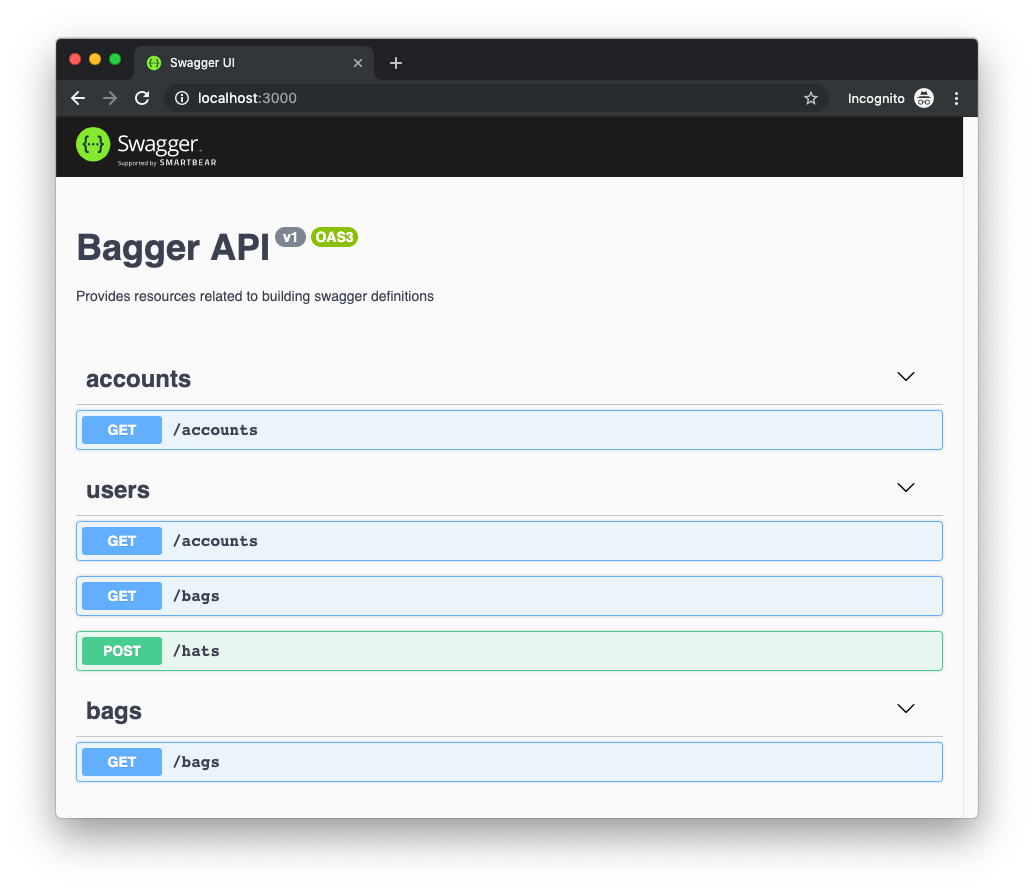 Swagger UI
localhost:3000
Incognito
Swagger
Supported by SMARTBEAR
Bagger API v1 OAS3
Provides resources related to building swagger definitions
accounts
GET /accounts
users
GET /accounts
GET /bags
POST /hats
bags
GET /bags